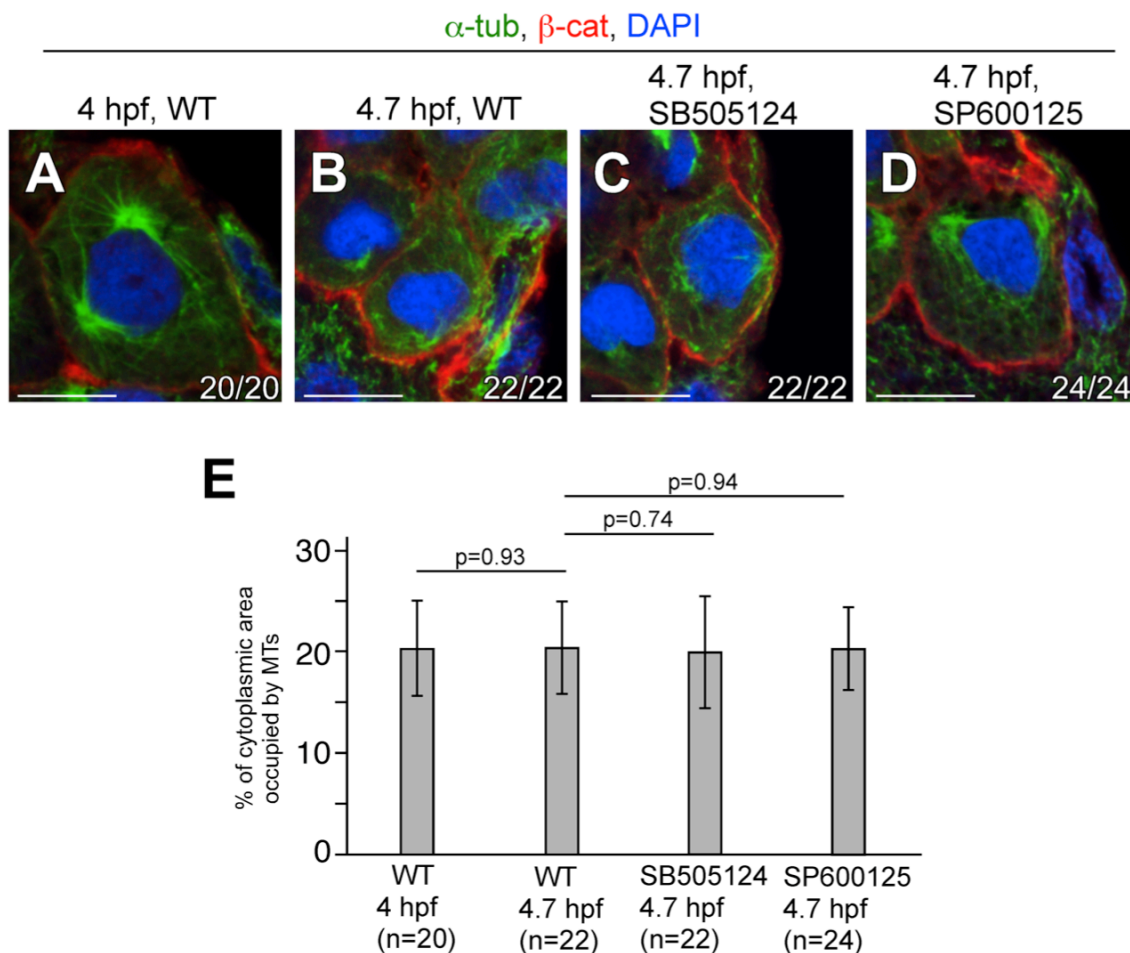 α-tub, β-cat, DAPI
4 hpf, WT
4.7 hpf, WT
4.7 hpf,
SB505124
4.7 hpf,
SP600125
A
B
C
D
20/20
22/22
22/22
24/24
E
p=0.94
p=0.74
p=0.93
% of cytoplasmic area
occupied by MTs
30
20
10
0
WT
4 hpf
(n=20)
WT
4.7 hpf
(n=22)
SB505124
4.7 hpf
(n=22)
SP600125
4.7 hpf
(n=24)